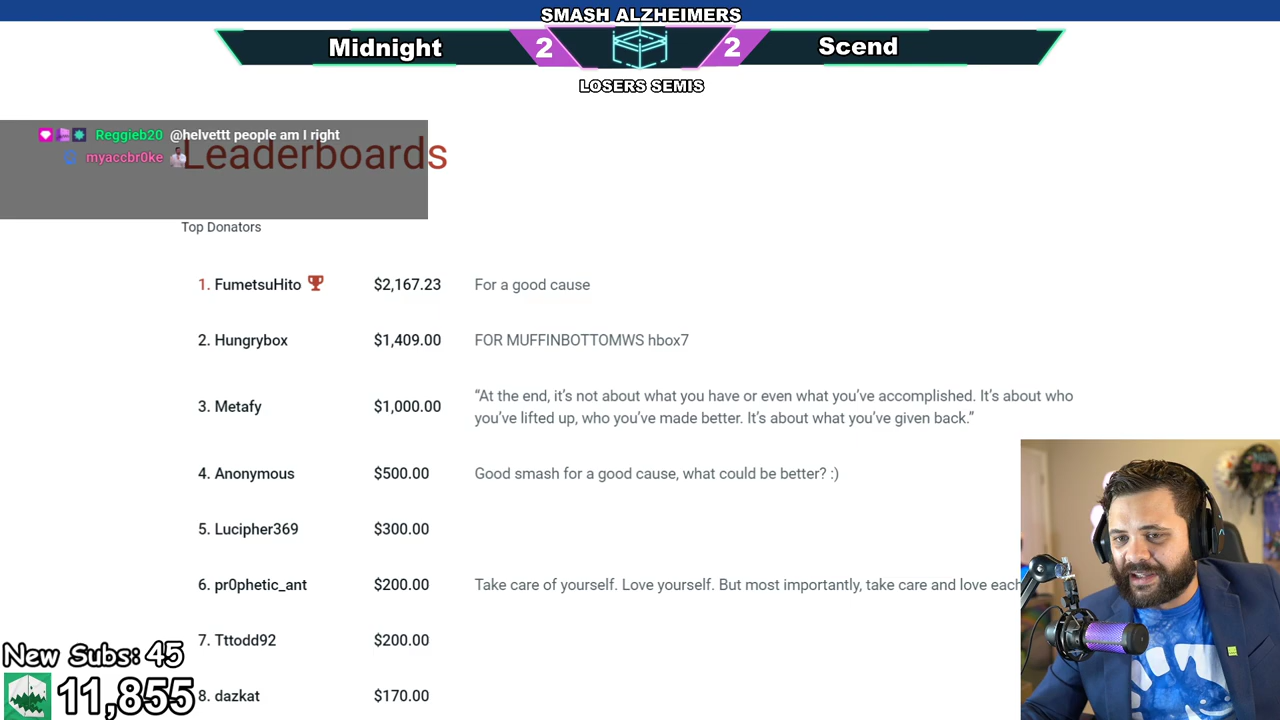 SMASH ALZHEIMERS
Midnight 2 2 Scend
LOSERS SEMIS
Reggieb20 @helvettt people am I right
myaccbr0ke
Leaderboards
Top Donators
1. FumetsuHito $2,167.23 For a good cause
2. Hungrybox $1,409.00 FOR MUFFINBOTTOMWS hbox7
3. Metafy $1,000.00 “At the end, it’s not about what you have or even what you’ve accomplished. It’s about who
you’ve lifted up, who you’ve made better. It’s about what you’ve given back.”
4. Anonymous $500.00 Good smash for a good cause, what could be better? :)
5. Lucipher369 $300.00
6. pr0phetic_ant $200.00 Take care of yourself. Love yourself. But most importantly, take care and love each
7. Tttodd92 $200.00
8. dazkat $170.00
New Subs: 45
11,855